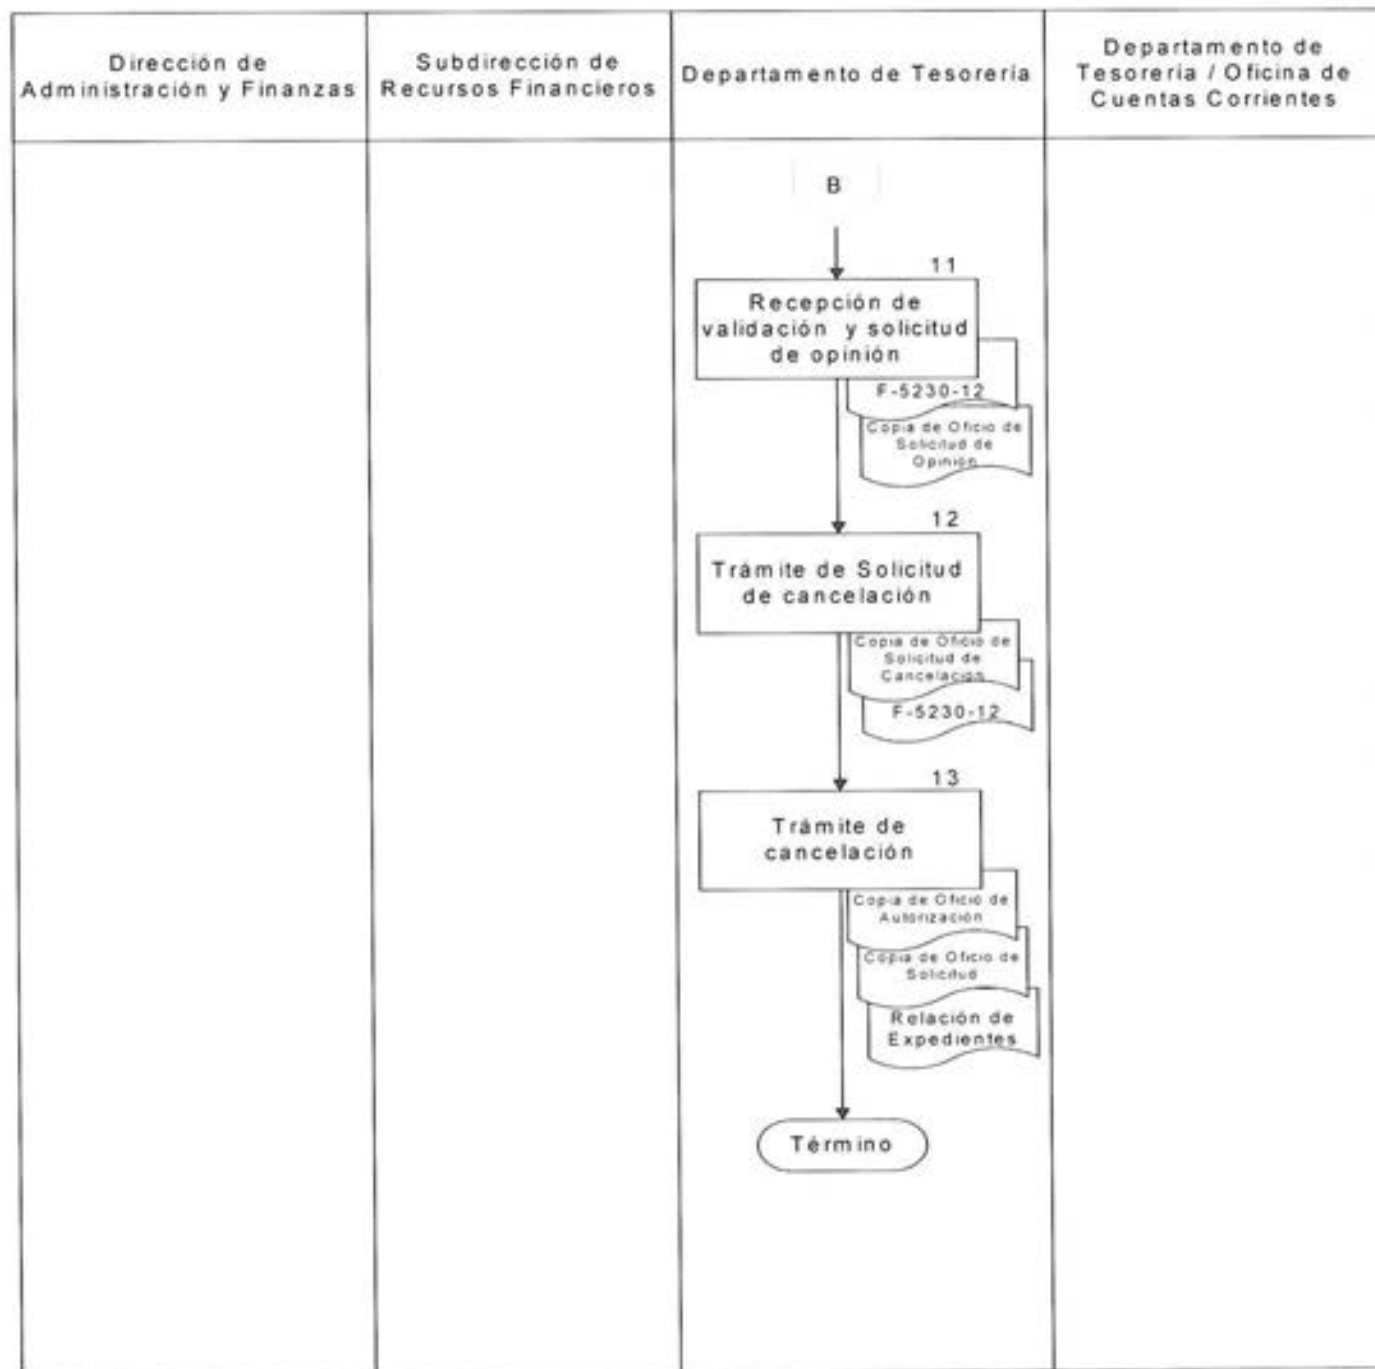 Dirección de
Administración y Finanzas
Subdirección de
Recursos Financieros
Departamento de Tesorería
Departamento de
Tesorería / Oficina de
Cuentas Corrientes
B
11
Recepción de
validación y solicitud
de opinión
F-5230-12
Copia de Oficio de
Solicitud de
Opinión
12
Trámite de Solicitud
de cancelación
Copia de Oficio de
Solicitud de
Cancelación
F-5230-12
13
Trámite de
cancelación
Copia de Oficio de
Autorización
Copia de Oficio de
Solicitud
Relación de
Expedientes
Término